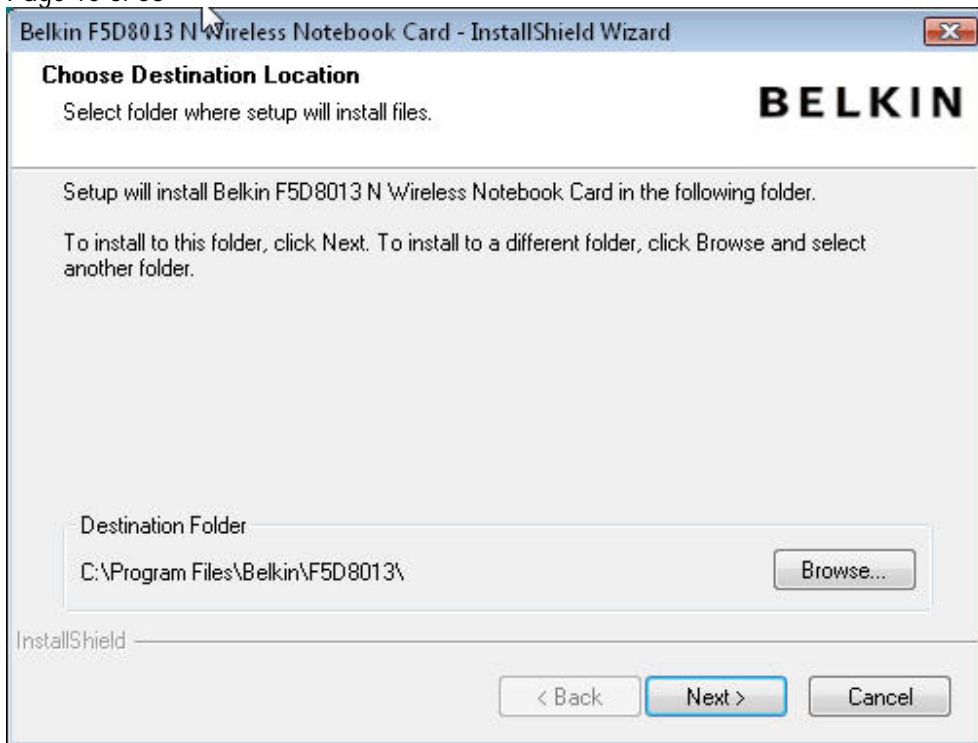 Belkin F5D8013 N Wireless Notebook Card - InstallShield Wizard
Choose Destination Location
Select folder where setup will install files.
BELKIN
Setup will install Belkin F5D8013 N Wireless Notebook Card in the following folder.
To install to this folder, click Next. To install to a different folder, click Browse and select
another folder.
Destination Folder
C:\Program Files\Belkin\F5D8013\
Browse...
InstallShield
< Back
Next >
Cancel